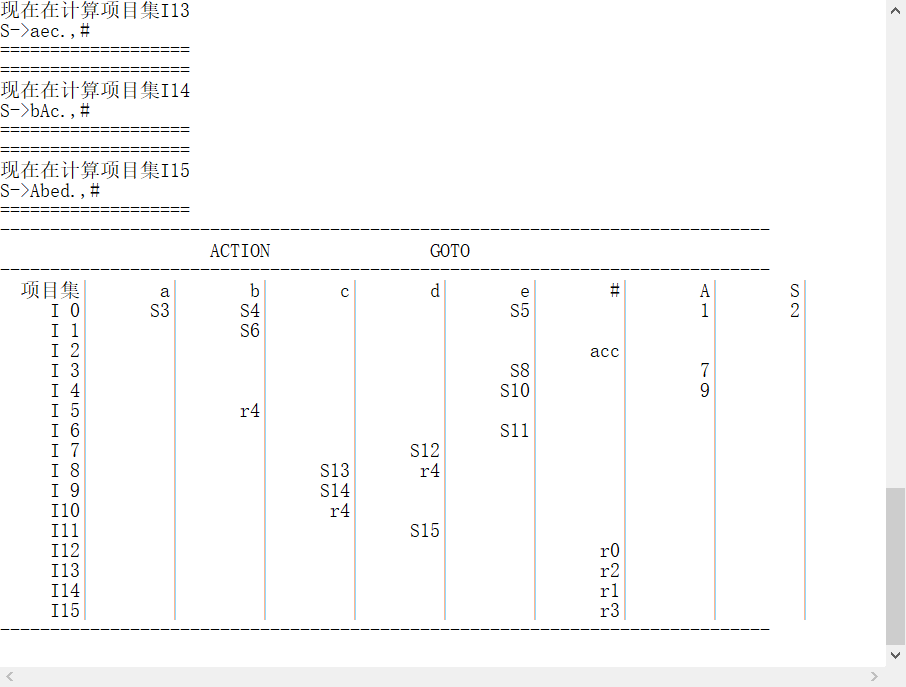 现在在计算项目集I13
S->aec.,#
===================
===================
现在在计算项目集I14
S->bAc.,#
===================
===================
现在在计算项目集I15
S->Abed.,#
===================
-----------------------------------------------------------------------------
ACTION GOTO
-----------------------------------------------------------------------------
项目集| a| b| c| d| e| #| A| S|
I 0| S3| S4| | | S5| | 1| 2|
I 1| | S6| | | | | | |
I 2| | | | | | acc| | |
I 3| | | | | S8| | 7| |
I 4| | | | | S10| | 9| |
I 5| | r4| | | | | | |
I 6| | | | | S11| | | |
I 7| | | | S12| | | | |
I 8| | | S13| r4| | | | |
I 9| | | S14| | | | | |
I10| | | r4| | | | | |
I11| | | | S15| | | | |
I12| | | | | | r0| | |
I13| | | | | | r2| | |
I14| | | | | | r1| | |
I15| | | | | | r3| | |
-----------------------------------------------------------------------------